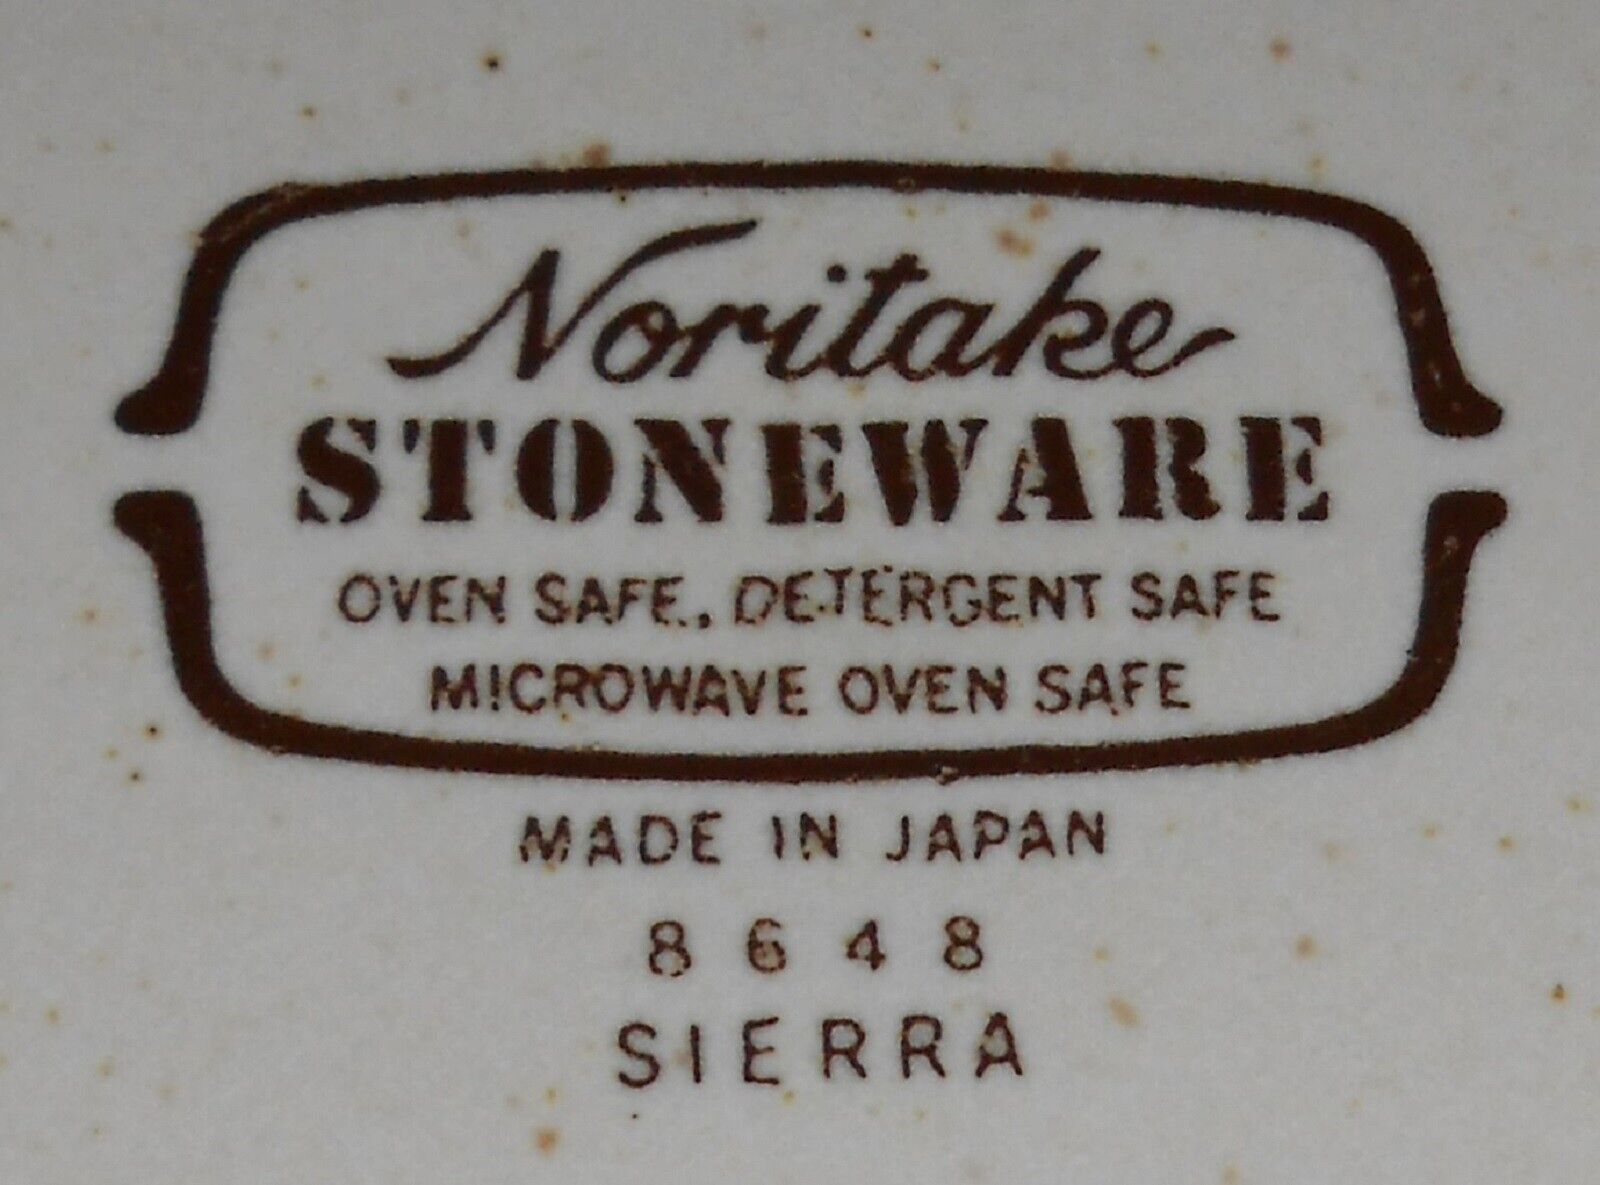 Noritake
STONEWARE
OVEN SAFE, DETERGENT SAFE
MICROWAVE OVEN SAFE
MADE IN JAPAN
8648
SIERRA